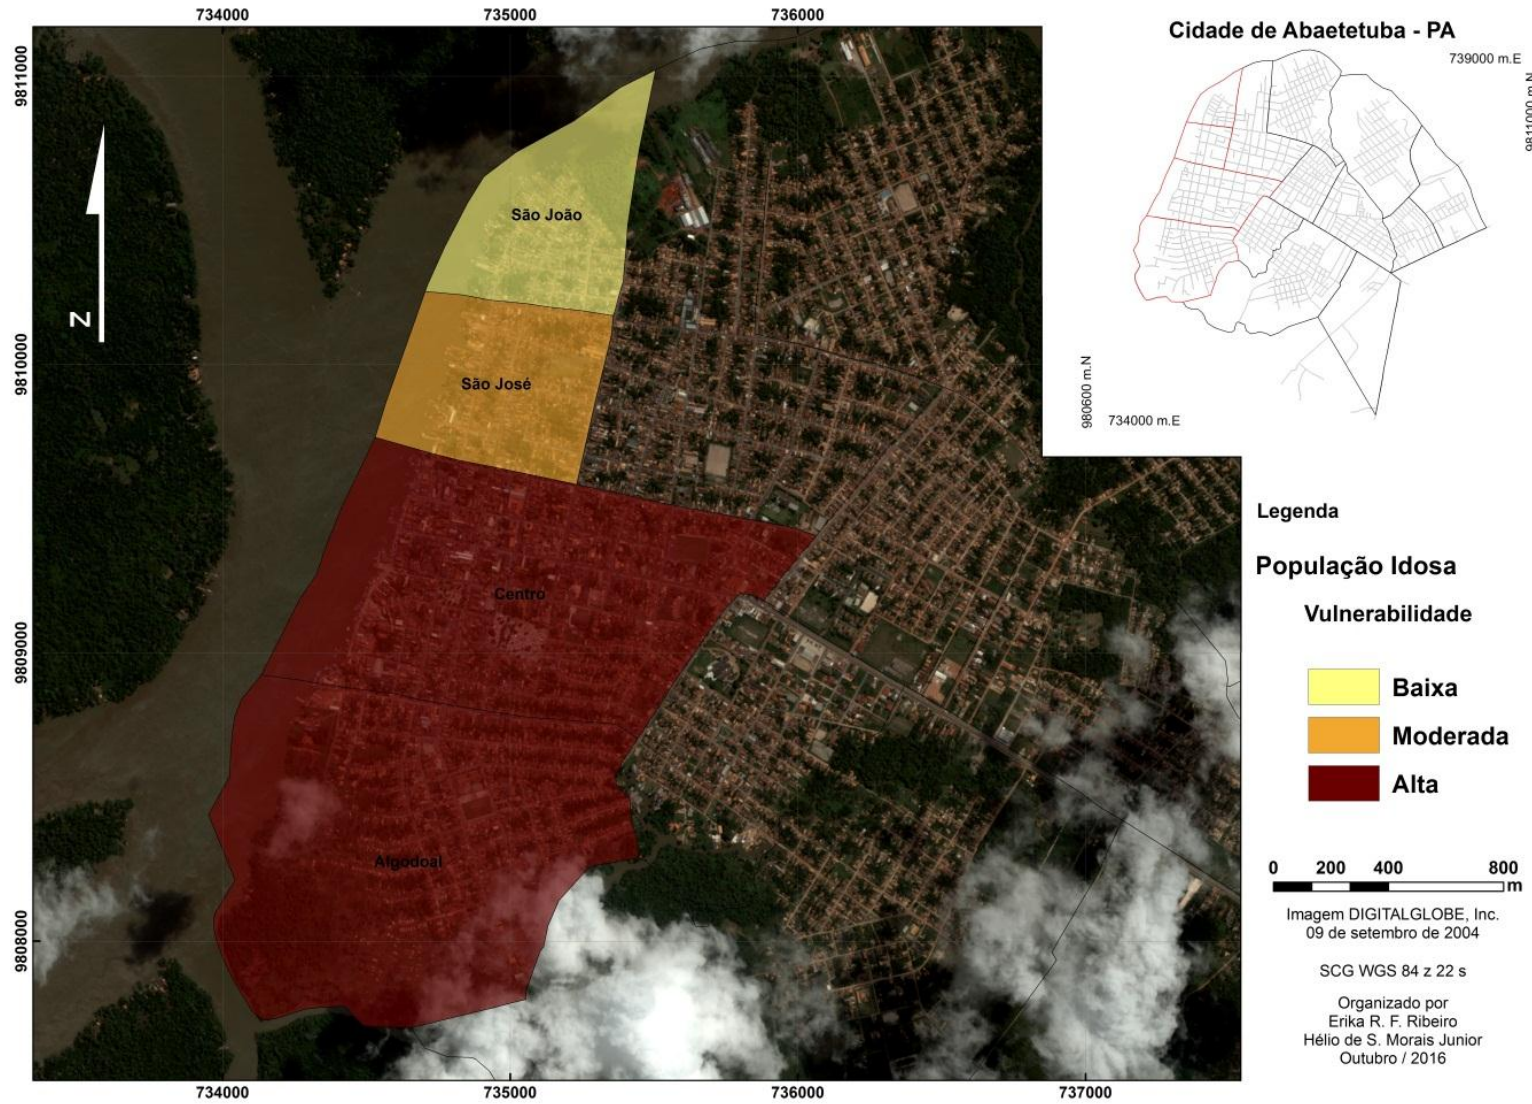 734000
735000
736000
9811000
9810000
9809000
9808000
N
São João
São José
Centro
Algodoal
734000
735000
736000
737000
Cidade de Abaetetuba - PA
739000 m.E
9811000 m.N
980600 m.N
734000 m.E
Legenda
População Idosa
Vulnerabilidade
Baixa
Moderada
Alta
0 200 400 800
m
Imagem DIGITALGLOBE, Inc.
09 de setembro de 2004
SCG WGS 84 z 22 s
Organizado por
Erika R. F. Ribeiro
Hélio de S. Morais Junior
Outubro / 2016